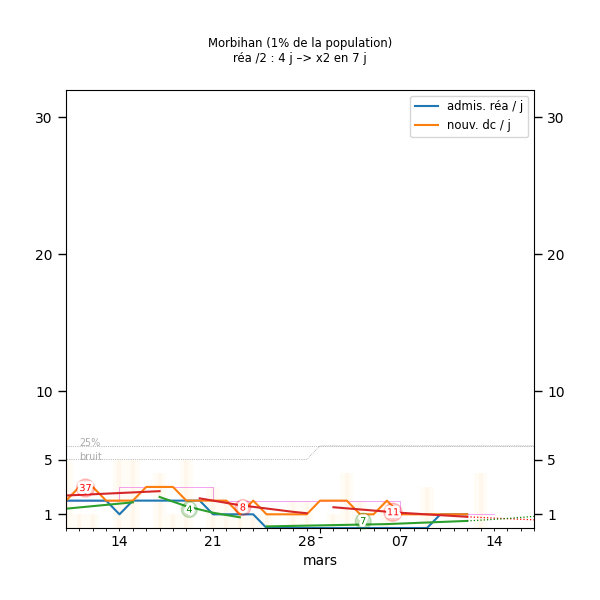 Morbihan (1% de la population)
réa /2 : 4 j –> x2 en 7 j
admis. réa / j
nouv. dc / j
30 30
20 20
10 10
25%
bruit
5 5
37
4
8
11
7
1 1
14 21 28 07 14
mars